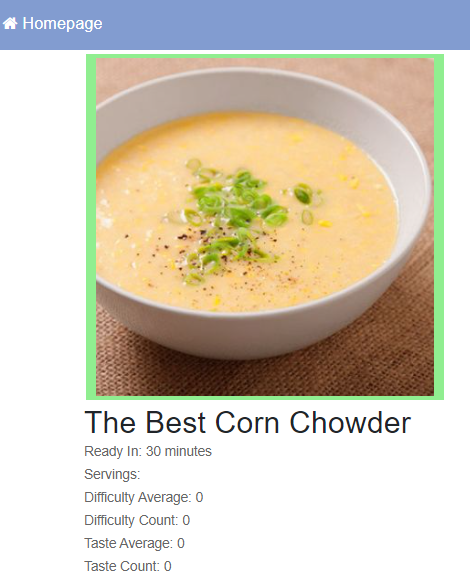 Homepage
The Best Corn Chowder
Ready In: 30 minutes
Servings:
Difficulty Average: 0
Difficulty Count: 0
Taste Average: 0
Taste Count: 0